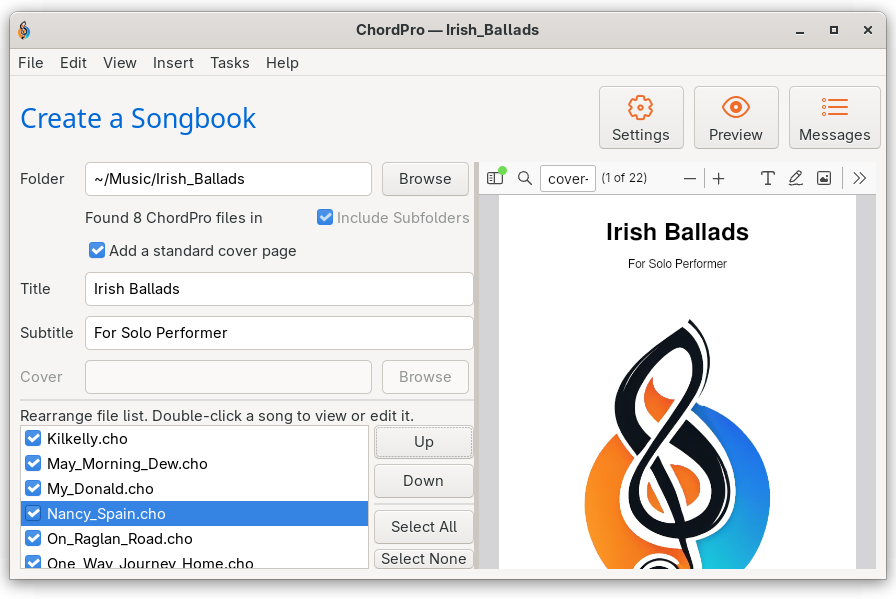 ChordPro — Irish_Ballads
File Edit View Insert Tasks Help
Create a Songbook
Settings Preview Messages
Folder ~/Music/Irish_Ballads Browse
cover- (1 of 22)
Found 8 ChordPro files in Include Subfolders
Add a standard cover page
Title Irish Ballads
Subtitle For Solo Performer
Cover Browse
Rearrange file list. Double-click a song to view or edit it.
Kilkelly.cho
May_Morning_Dew.cho
My_Donald.cho
Nancy_Spain.cho
On_Raglan_Road.cho
One_Way_Journey_Home.cho
Up
Down
Select All
Select None
Irish Ballads
For Solo Performer